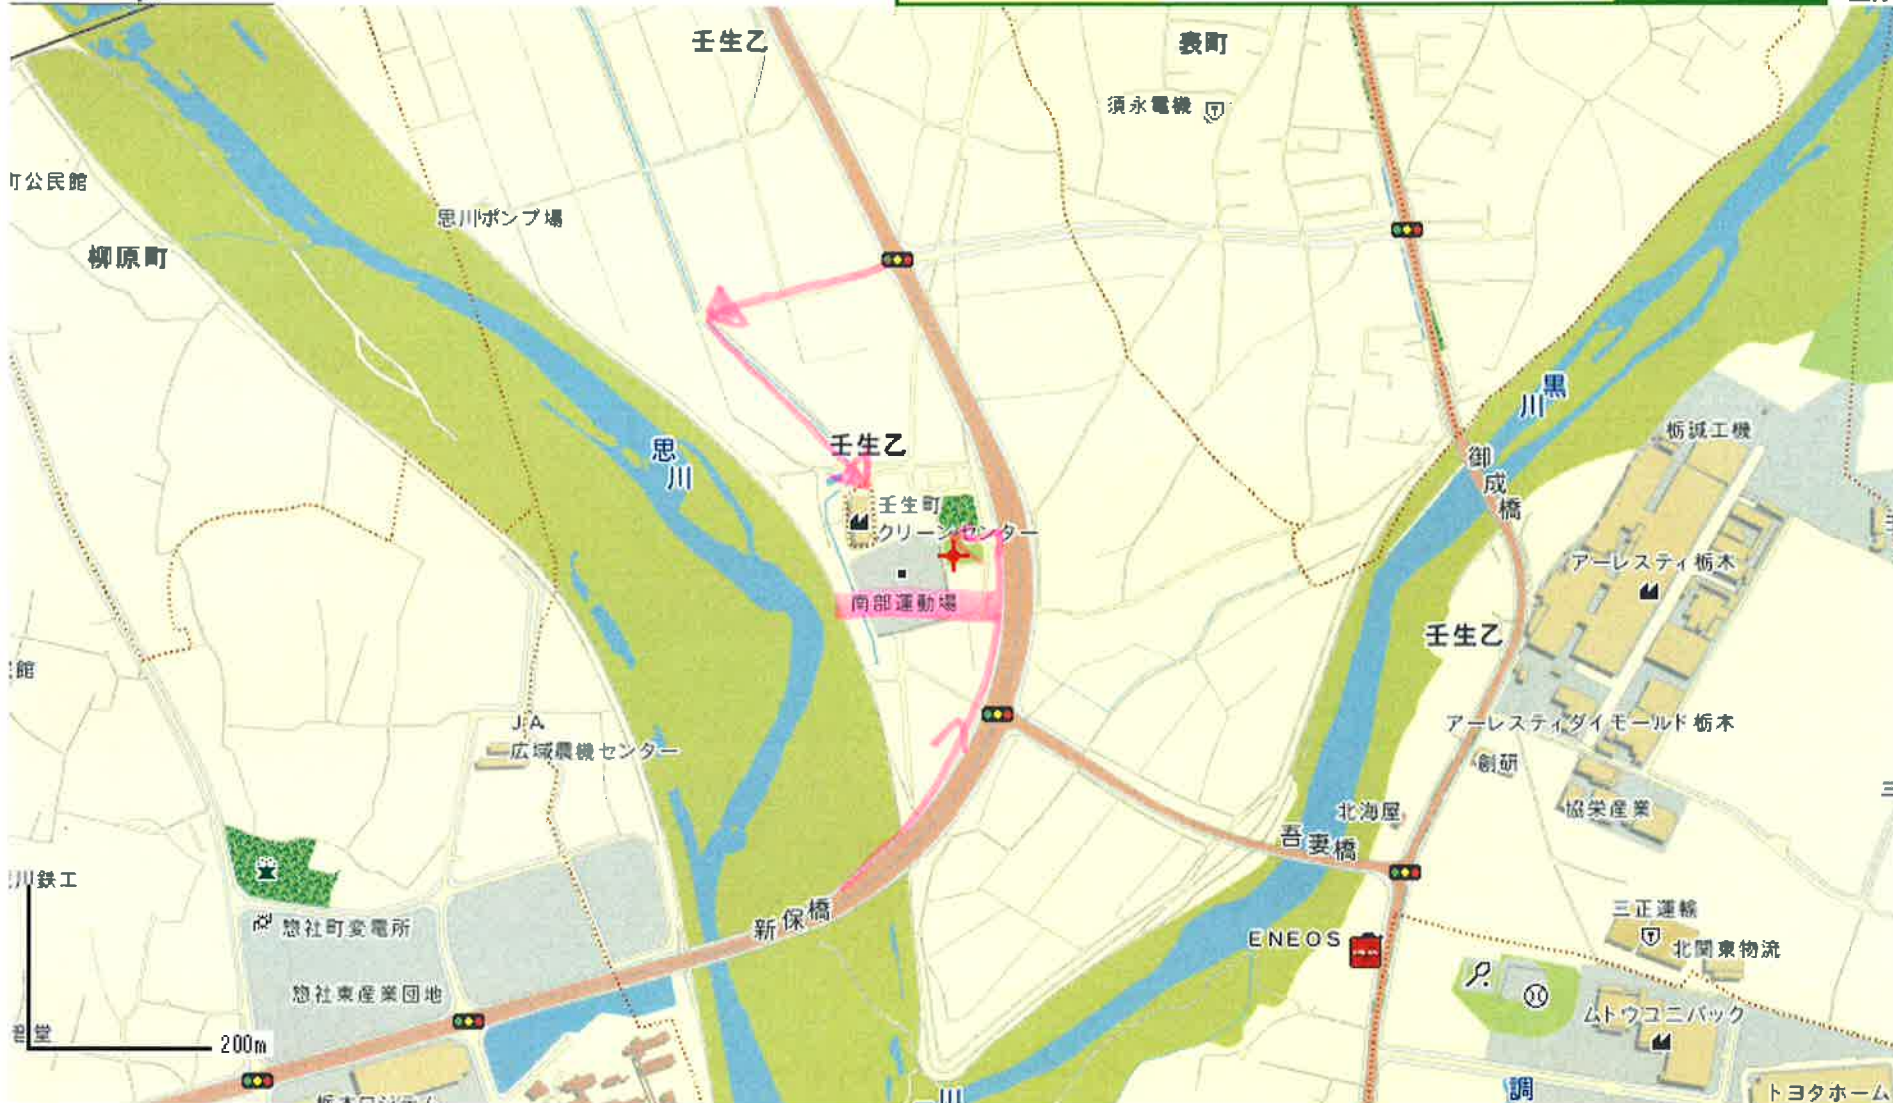 壬生乙
表町
須永電機
町公民館
思川ポンプ場
柳原町
黒川
栃誠工機
思川
壬生乙
御成橋
壬生町
クリーンセンター
アーレスティ栃木
南部運動場
壬生乙
館
JA
広域農機センター
アーレスティダイモールド栃木
創研
協栄産業
北海屋
吾妻橋
川鉄工
新保橋
三正運輸
惣社町変電所
ENEOS
北関東物流
惣社東産業団地
ムトウユニパック
堂
200m
川
調
トヨタホーム